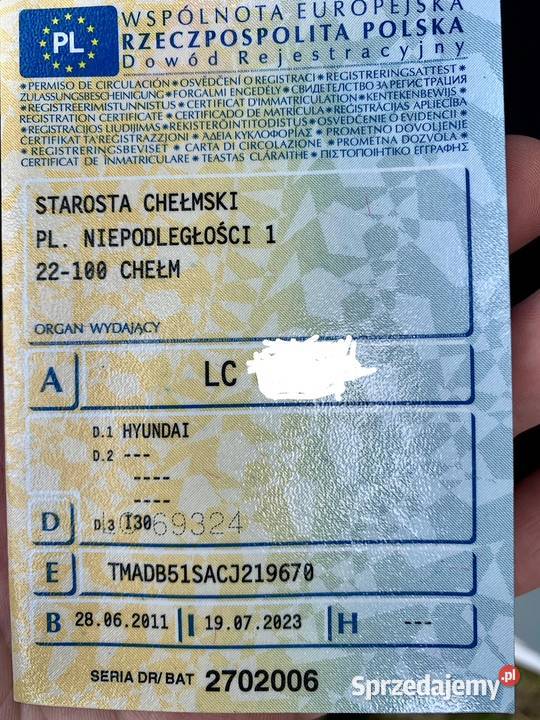 PL
WSPÓLNOTA EUROPEJSKA
RZECZPOSPOLITA POLSKA
Dowód Rejestracyjny
*PERMISO DE CIRCULACIÓN*OSVĚDČENÍ O REGISTRACI*REGISTRERINGSATTEST*
ZULASSUNGSBESCHEINIGUNG*FORGALMI ENGEDÉLY*СВИДЕТЕЛСТВО ЗА РЕГИСТРАЦИЯ
*REGISTREERIMISTUNNISTUS*CERTIFICAT D'IMMATRICULATION*KENTEKENBEWIJS
REGISTRATION CERTIFICATE*CERTIFICADO DE MATRÍCULA*REĢISTRĀCIJAS APLIECĪBA
*REGISTRACIJOS LIUDIJIMAS*REKISTERÖINTITODISTUS*OSVEDČENIE O EVIDENCII*
ĊERTIFIKAT TA' REĠISTRAZZJONI*ΑΔΕΙΑ ΚΥΚΛΟΦΟΡΙΑΣ*PROMETNO DOVOLJENJE
*REGISTRERINGSBEVISET*CARTA DI CIRCOLAZIONE*PROMETNA DOZVOLA*
CERTIFICAT DE ÎNMATRICULARE*TEASTAS CLÁRAITHE*ΠΙΣΤΟΠΟΙΗΤΙΚΟ ΕΓΓΡΑΦΗΣ
STAROSTA CHEŁMSKI
PL. NIEPODLEGŁOŚCI 1
22-100 CHEŁM
ORGAN WYDAJĄCY
A LC
D.1 HYUNDAI
D.2 ---
----
----
D D.3 I30 69324
E TMADB51SACJ219670
B 28.06.2011 I 19.07.2023 H ---
SERIA DR/BAT 2702006
Sprzedajemy.pl